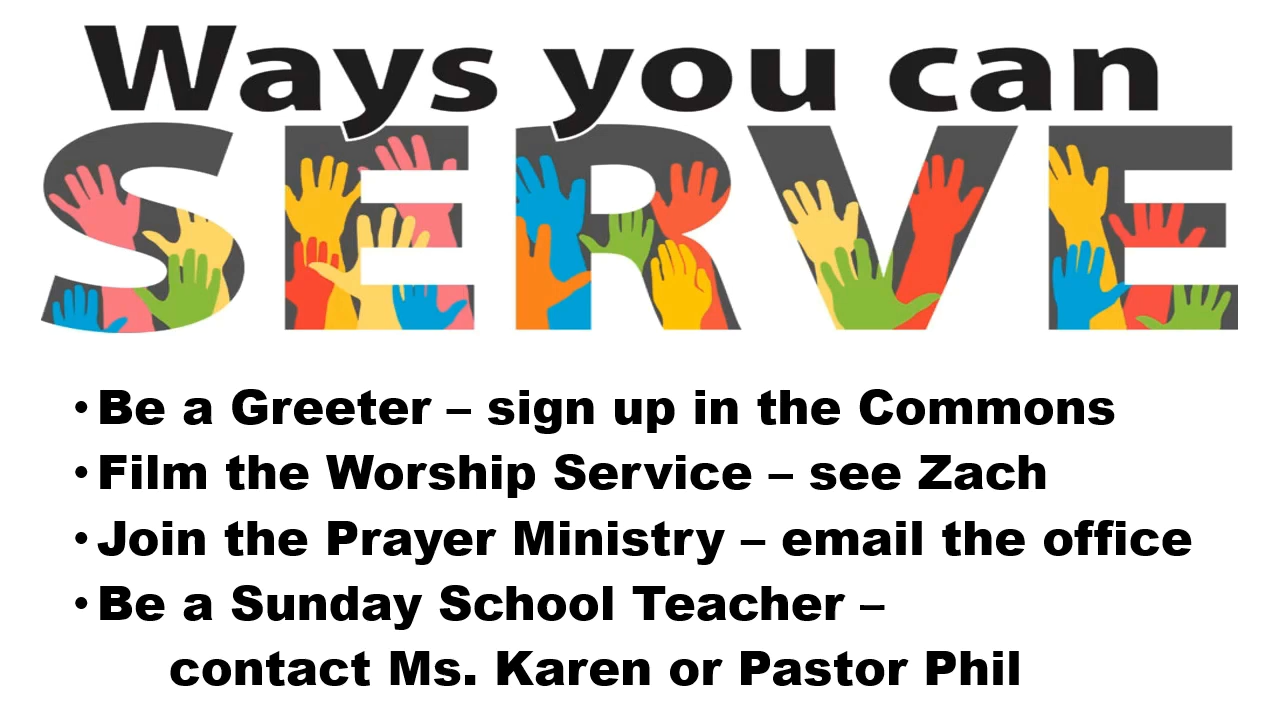 Ways you can
SERVE
• Be a Greeter – sign up in the Commons
• Film the Worship Service – see Zach
• Join the Prayer Ministry – email the office
• Be a Sunday School Teacher –
contact Ms. Karen or Pastor Phil